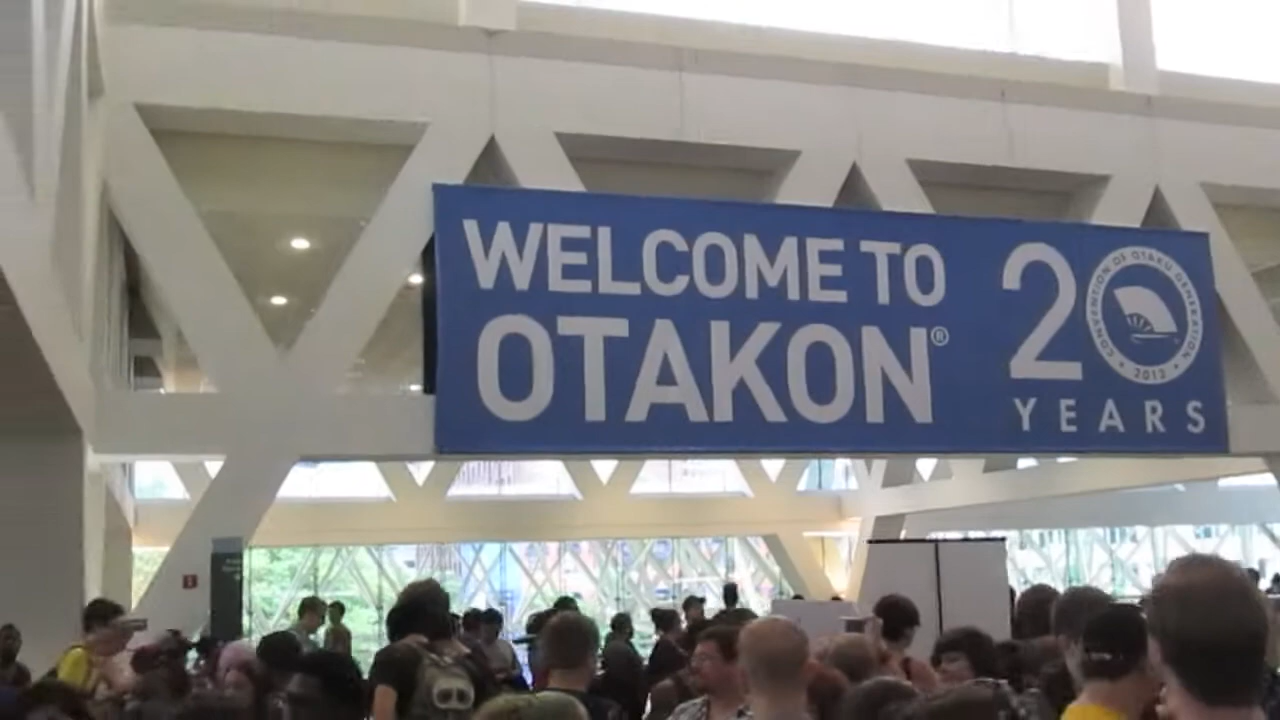 WELCOME TO
OTAKON®
20
CONVENTION OF OTAKU GENERATION
2013
YEARS